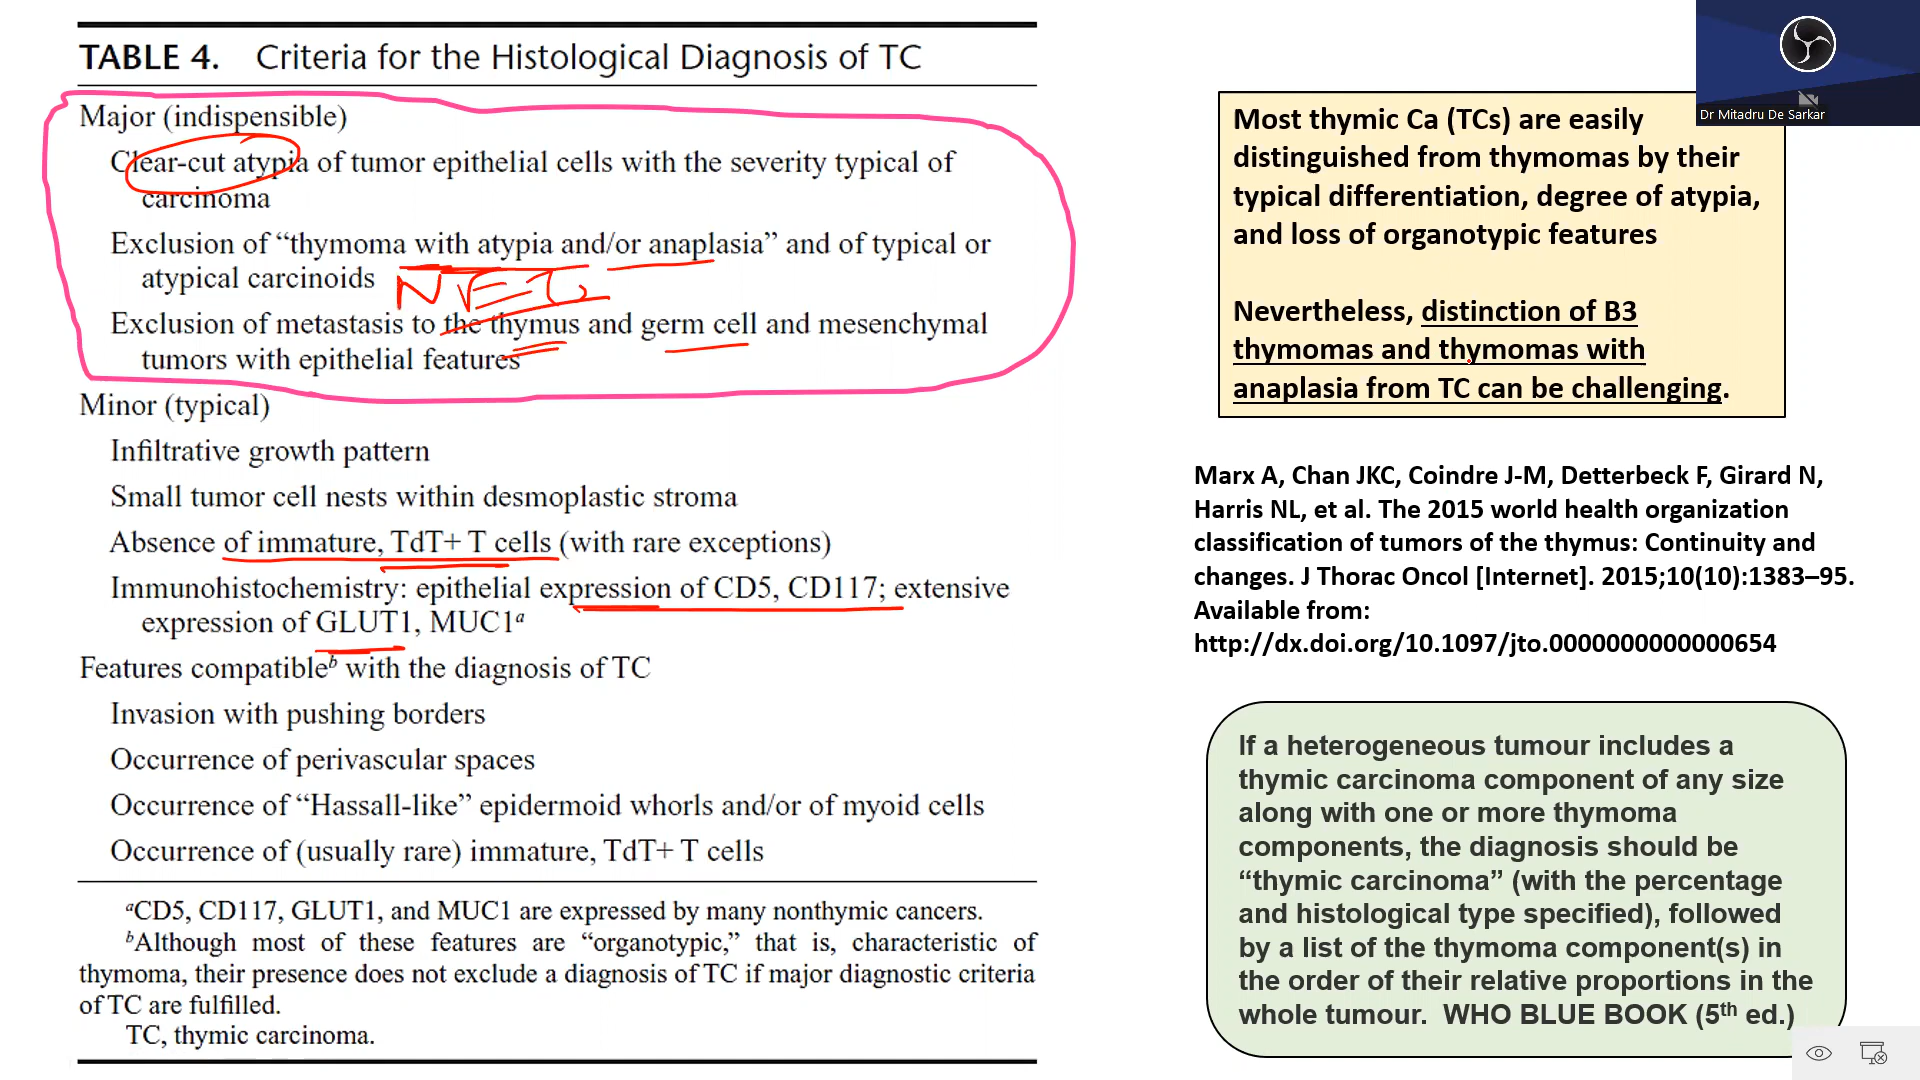 TABLE 4. Criteria for the Histological Diagnosis of TC
Major (indispensible)
Clear-cut atypia of tumor epithelial cells with the severity typical of
carcinoma
Exclusion of “thymoma with atypia and/or anaplasia” and of typical or
atypical carcinoids
Exclusion of metastasis to the thymus and germ cell and mesenchymal
tumors with epithelial features
Minor (typical)
Infiltrative growth pattern
Small tumor cell nests within desmoplastic stroma
Absence of immature, TdT+ T cells (with rare exceptions)
Immunohistochemistry: epithelial expression of CD5, CD117; extensive
expression of GLUT1, MUC1ᵃ
Features compatibleᵇ with the diagnosis of TC
Invasion with pushing borders
Occurrence of perivascular spaces
Occurrence of “Hassall-like” epidermoid whorls and/or of myoid cells
Occurrence of (usually rare) immature, TdT+ T cells
ᵃCD5, CD117, GLUT1, and MUC1 are expressed by many nonthymic cancers.
ᵇAlthough most of these features are “organotypic,” that is, characteristic of
thymoma, their presence does not exclude a diagnosis of TC if major diagnostic criteria
of TC are fulfilled.
TC, thymic carcinoma.
Dr Mitadru De Sarkar
Most thymic Ca (TCs) are easily
distinguished from thymomas by their
typical differentiation, degree of atypia,
and loss of organotypic features
Nevertheless, distinction of B3
thymomas and thymomas with
anaplasia from TC can be challenging.
Marx A, Chan JKC, Coindre J-M, Detterbeck F, Girard N,
Harris NL, et al. The 2015 world health organization
classification of tumors of the thymus: Continuity and
changes. J Thorac Oncol [Internet]. 2015;10(10):1383–95.
Available from:
http://dx.doi.org/10.1097/jto.0000000000000654
If a heterogeneous tumour includes a
thymic carcinoma component of any size
along with one or more thymoma
components, the diagnosis should be
“thymic carcinoma” (with the percentage
and histological type specified), followed
by a list of the thymoma component(s) in
the order of their relative proportions in the
whole tumour. WHO BLUE BOOK (5th ed.)